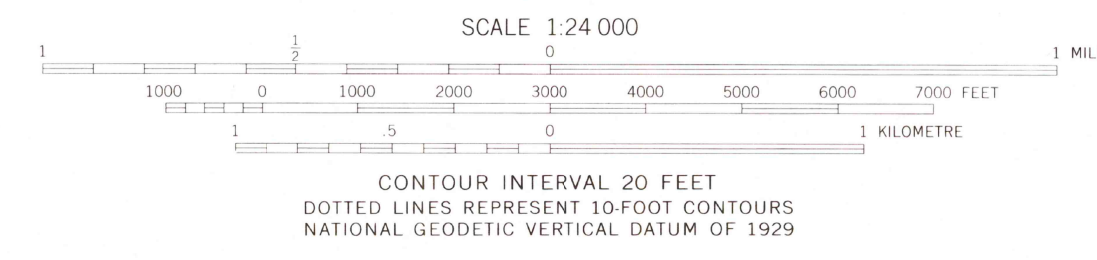 SCALE 1:24 000
1 1/2 0 1 MIL
1000 0 1000 2000 3000 4000 5000 6000 7000 FEET
1 .5 0 1 KILOMETRE
CONTOUR INTERVAL 20 FEET
DOTTED LINES REPRESENT 10-FOOT CONTOURS
NATIONAL GEODETIC VERTICAL DATUM OF 1929